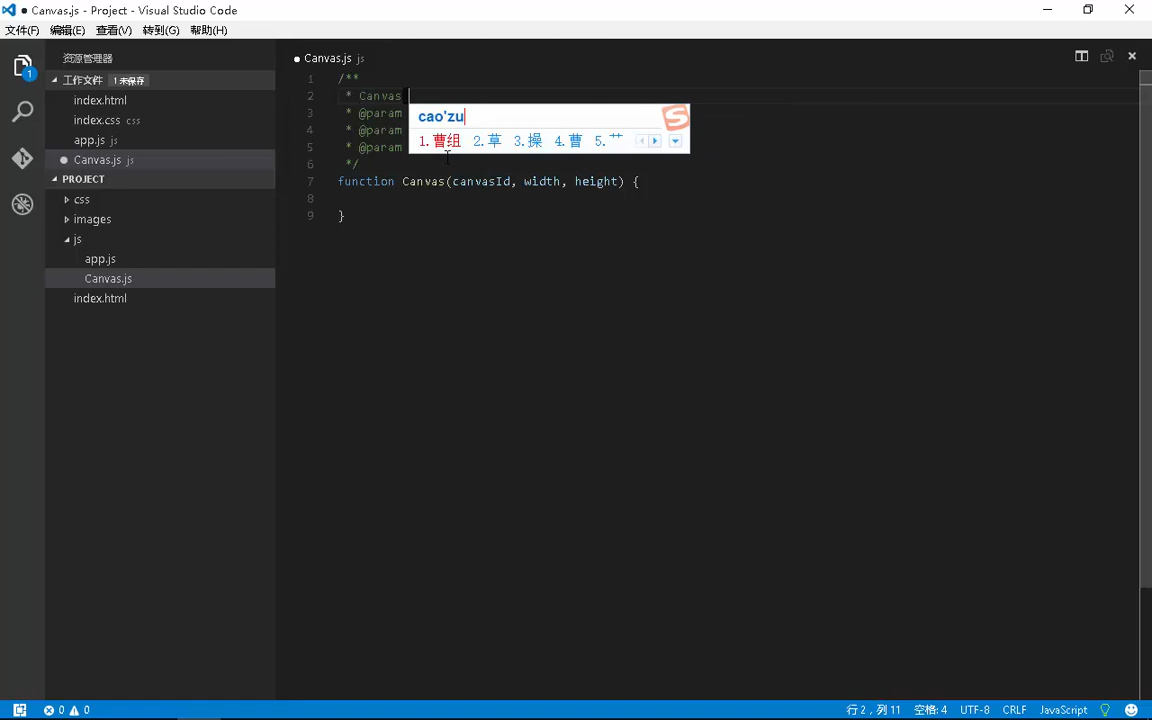 Canvas.js - Project - Visual Studio Code
文件(F) 编辑(E) 查看(V) 转到(G) 帮助(H)
资源管理器
工作文件 1 未保存
index.html
index.css css
app.js js
Canvas.js js
PROJECT
css
images
js
app.js
Canvas.js
index.html
1
Canvas.js js
1 /**
2 * Canvas
3 * @param
4 * @param
5 * @param
6 */
7 function Canvas(canvasId, width, height) {
8
9 }
cao'zu
1.曹组 2.草 3.操 4.曹 5.艹
S
0 0
行 2，列 11 空格: 4 UTF-8 CRLF JavaScript